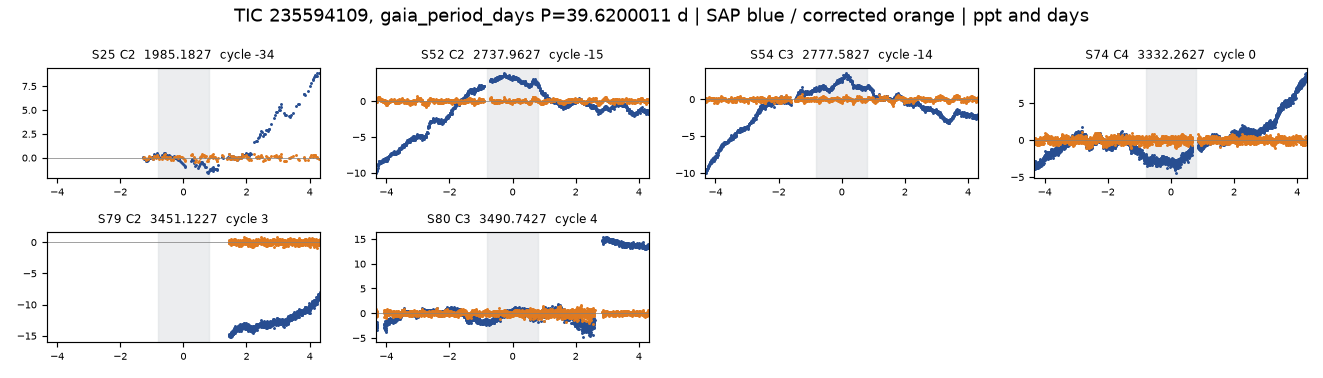 TIC 235594109, gaia_period_days P=39.6200011 d | SAP blue / corrected orange | ppt and days
S25 C2  1985.1827  cycle -34
S52 C2  2737.9627  cycle -15
S54 C3  2777.5827  cycle -14
S74 C4  3332.2627  cycle 0
7.5
5.0
2.5
0.0
−4 −2 0 2 4
0
−5
−10
−4 −2 0 2 4
0
−5
−10
−4 −2 0 2 4
5
0
−5
−4 −2 0 2 4
S79 C2  3451.1227  cycle 3
S80 C3  3490.7427  cycle 4
0
−5
−10
−15
−4 −2 0 2 4
15
10
5
0
−5
−4 −2 0 2 4